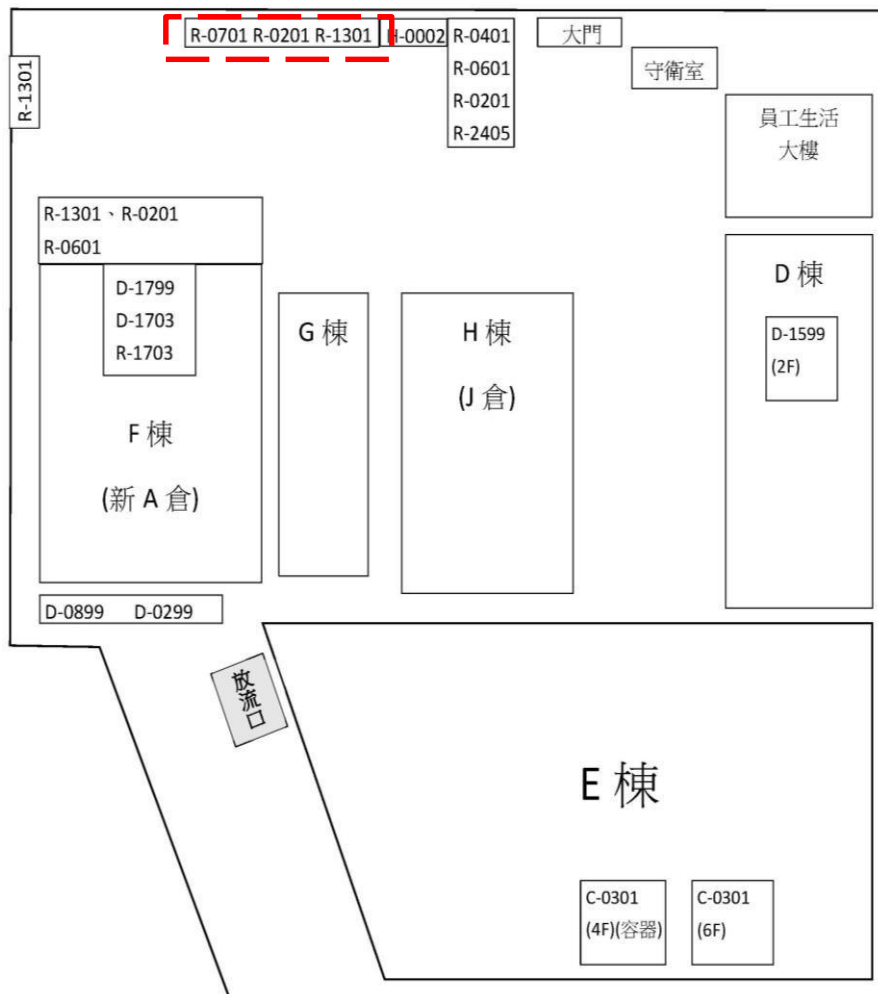 R-0701 R-0201 R-1301
H-0002
R-0401
R-0601
R-0201
R-2405
大門
守衛室
員工生活
大樓
R-1301
R-1301、R-0201
R-0601
D-1799
D-1703
R-1703
F 棟
(新 A 倉)
G 棟
H 棟
(J 倉)
D 棟
D-1599
(2F)
D-0899 D-0299
放流口
E 棟
C-0301
(4F)(容器)
C-0301
(6F)